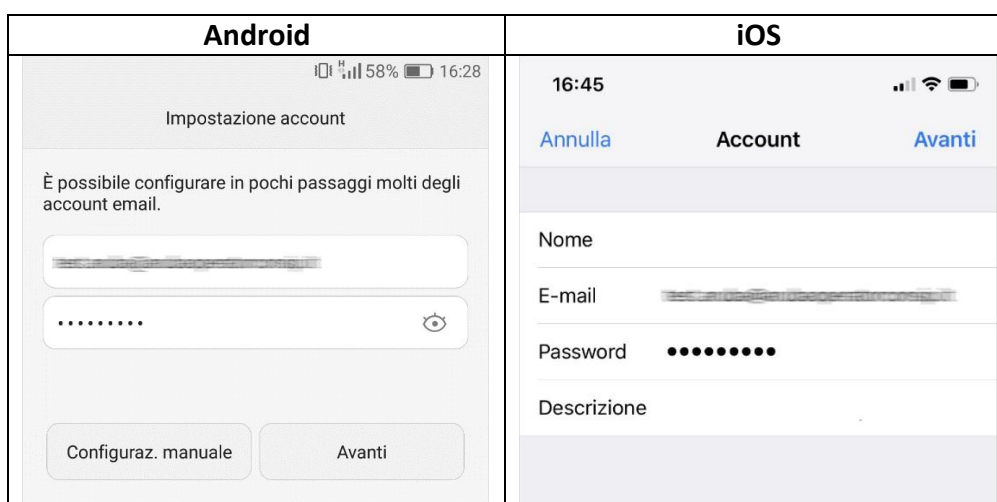 Android
iOS
58% 16:28
Impostazione account
È possibile configurare in pochi passaggi molti degli
account email.
•••••••••
Configuraz. manuale
Avanti
16:45
Annulla
Account
Avanti
Nome
E-mail
Password •••••••••
Descrizione